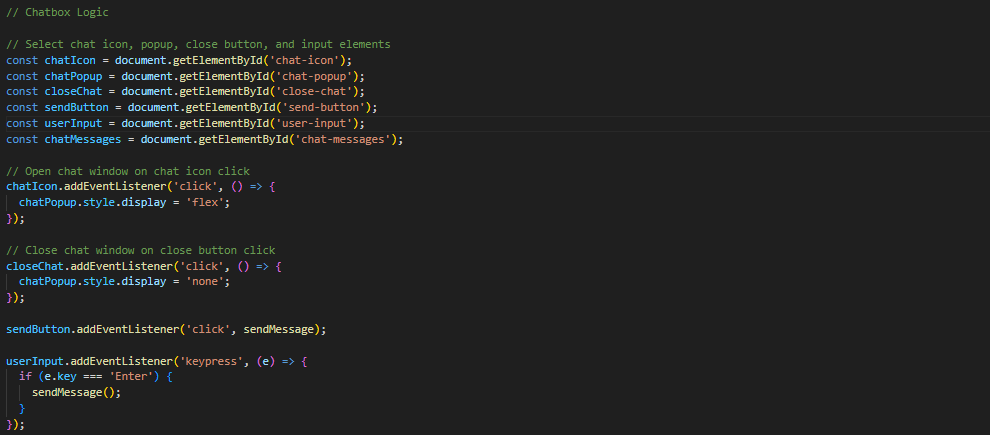 // Chatbox Logic
// Select chat icon, popup, close button, and input elements
const chatIcon = document.getElementById('chat-icon');
const chatPopup = document.getElementById('chat-popup');
const closeChat = document.getElementById('close-chat');
const sendButton = document.getElementById('send-button');
const userInput = document.getElementById('user-input');
const chatMessages = document.getElementById('chat-messages');
// Open chat window on chat icon click
chatIcon.addEventListener('click', () => {
  chatPopup.style.display = 'flex';
});
// Close chat window on close button click
closeChat.addEventListener('click', () => {
  chatPopup.style.display = 'none';
});
sendButton.addEventListener('click', sendMessage);
userInput.addEventListener('keypress', (e) => {
  if (e.key === 'Enter') {
    sendMessage();
  }
});